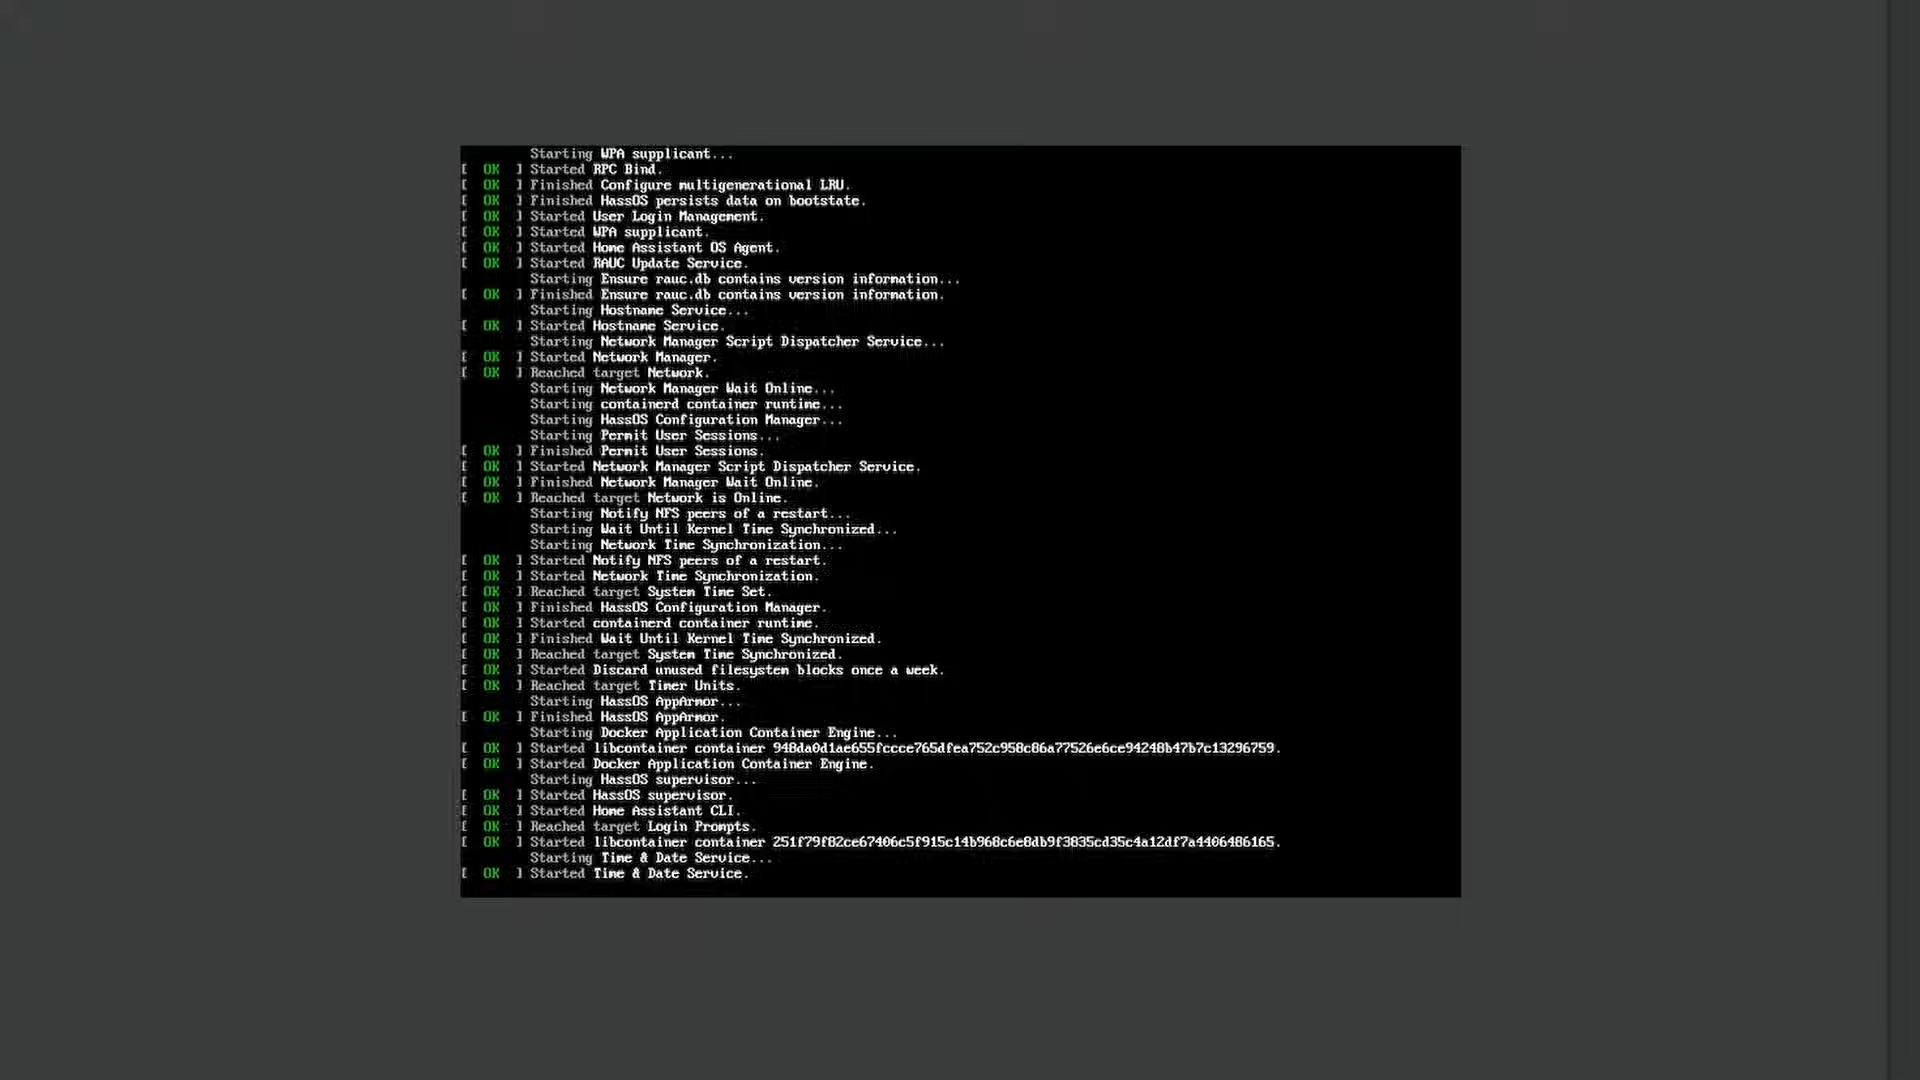 Starting WPA supplicant...
[ OK ] Started RPC Bind.
[ OK ] Finished Configure multigenerational LRU.
[ OK ] Finished HassOS persists data on bootstate.
[ OK ] Started User Login Management.
[ OK ] Started WPA supplicant.
[ OK ] Started Home Assistant OS Agent.
[ OK ] Started RAUC Update Service.
Starting Ensure rauc.db contains version information...
[ OK ] Finished Ensure rauc.db contains version information.
Starting Hostname Service...
[ OK ] Started Hostname Service.
Starting Network Manager Script Dispatcher Service...
[ OK ] Started Network Manager.
[ OK ] Reached target Network.
Starting Network Manager Wait Online...
Starting containerd container runtime...
Starting HassOS Configuration Manager...
Starting Permit User Sessions...
[ OK ] Finished Permit User Sessions.
[ OK ] Started Network Manager Script Dispatcher Service.
[ OK ] Finished Network Manager Wait Online.
[ OK ] Reached target Network is Online.
Starting Notify NFS peers of a restart...
Starting Wait Until Kernel Time Synchronized...
Starting Network Time Synchronization...
[ OK ] Started Notify NFS peers of a restart.
[ OK ] Started Network Time Synchronization.
[ OK ] Reached target System Time Set.
[ OK ] Finished HassOS Configuration Manager.
[ OK ] Started containerd container runtime.
[ OK ] Finished Wait Until Kernel Time Synchronized.
[ OK ] Reached target System Time Synchronized.
[ OK ] Started Discard unused filesystem blocks once a week.
[ OK ] Reached target Timer Units.
Starting HassOS AppArmor...
[ OK ] Finished HassOS AppArmor.
Starting Docker Application Container Engine...
[ OK ] Started libcontainer container 948da0d1ae655fccce765dfea752c958c86a77526e6ce94248b47b7c13296759.
[ OK ] Started Docker Application Container Engine.
Starting HassOS supervisor...
[ OK ] Started HassOS supervisor.
[ OK ] Started Home Assistant CLI.
[ OK ] Reached target Login Prompts.
[ OK ] Started libcontainer container 251f79f82ce67406c5f915c14b968c6e8db9f3835cd35c4a12df7a4406486165.
Starting Time & Date Service...
[ OK ] Started Time & Date Service.